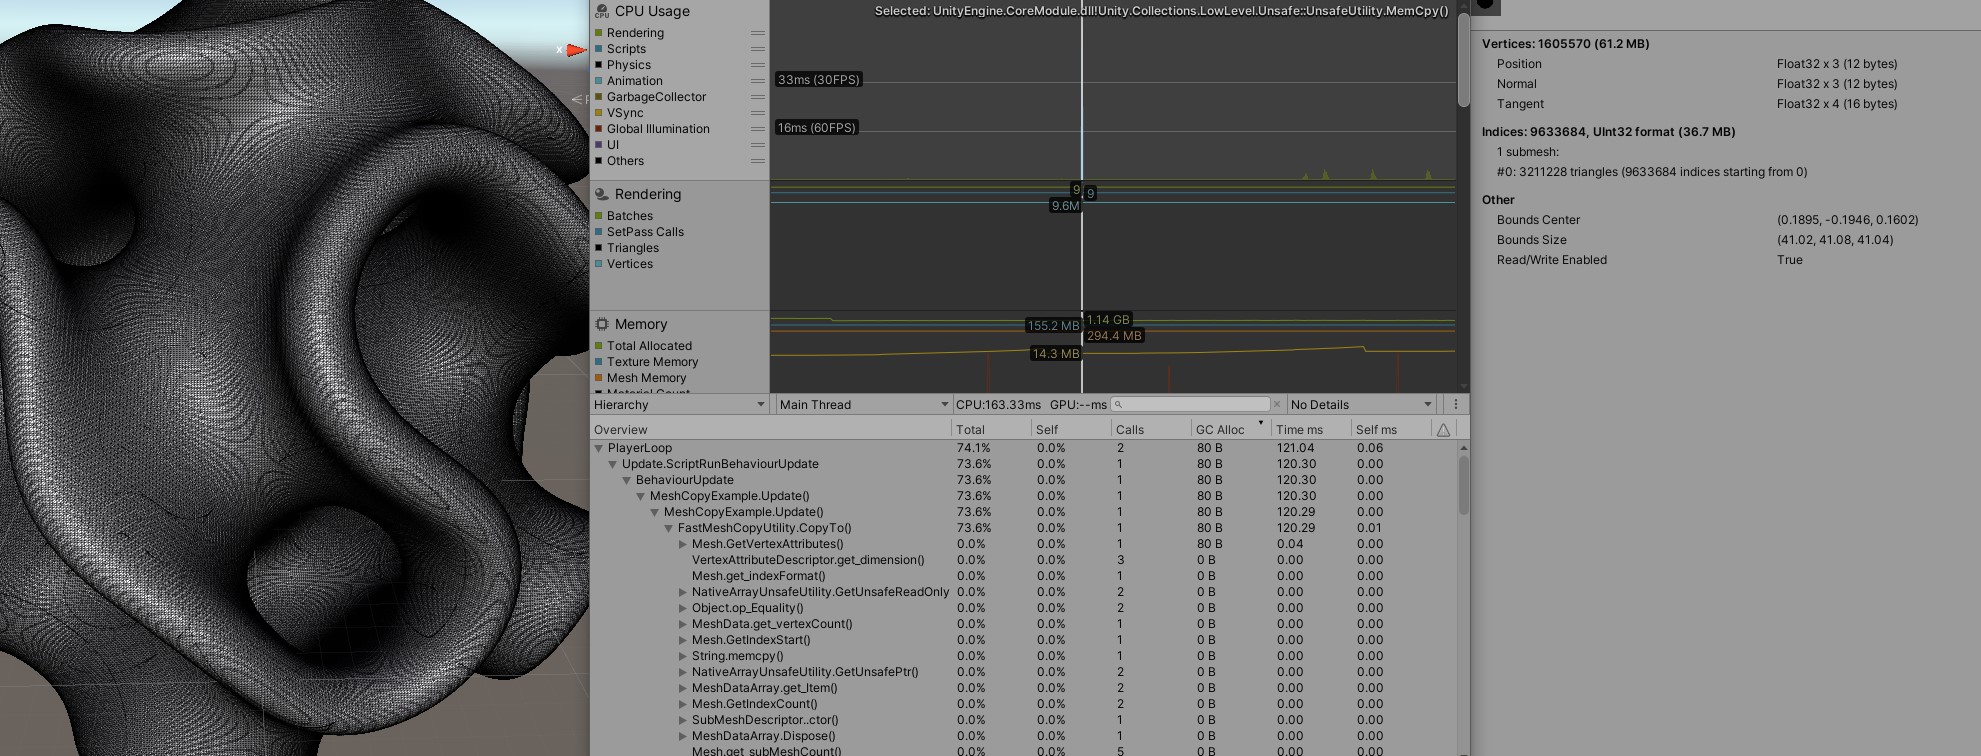 x
CPU Usage
Rendering
Scripts
Physics
Animation
GarbageCollector
VSync
Global Illumination
UI
Others
Rendering
Batches
SetPass Calls
Triangles
Vertices
Memory
Total Allocated
Texture Memory
Mesh Memory
Material Count
Selected: UnityEngine.CoreModule.dll!Unity.Collections.LowLevel.Unsafe::UnsafeUtility.MemCpy()
33ms (30FPS)
16ms (60FPS)
9 9
9.6M
155.2 MB 1.14 GB
294.4 MB
14.3 MB
Hierarchy Main Thread CPU:163.33ms GPU:--ms No Details
Overview Total Self Calls GC Alloc Time ms Self ms
PlayerLoop 74.1% 0.0% 2 80 B 121.04 0.06
Update.ScriptRunBehaviourUpdate 73.6% 0.0% 1 80 B 120.30 0.00
BehaviourUpdate 73.6% 0.0% 1 80 B 120.30 0.00
MeshCopyExample.Update() 73.6% 0.0% 1 80 B 120.30 0.00
MeshCopyExample.Update() 73.6% 0.0% 1 80 B 120.29 0.00
FastMeshCopyUtility.CopyTo() 73.6% 0.0% 1 80 B 120.29 0.01
Mesh.GetVertexAttributes() 0.0% 0.0% 1 80 B 0.04 0.00
VertexAttributeDescriptor.get_dimension() 0.0% 0.0% 3 0 B 0.00 0.00
Mesh.get_indexFormat() 0.0% 0.0% 1 0 B 0.00 0.00
NativeArrayUnsafeUtility.GetUnsafeReadOnly 0.0% 0.0% 2 0 B 0.00 0.00
Object.op_Equality() 0.0% 0.0% 2 0 B 0.00 0.00
MeshData.get_vertexCount() 0.0% 0.0% 1 0 B 0.00 0.00
Mesh.GetIndexStart() 0.0% 0.0% 1 0 B 0.00 0.00
String.memcpy() 0.0% 0.0% 1 0 B 0.00 0.00
NativeArrayUnsafeUtility.GetUnsafePtr() 0.0% 0.0% 2 0 B 0.00 0.00
MeshDataArray.get_Item() 0.0% 0.0% 2 0 B 0.00 0.00
Mesh.GetIndexCount() 0.0% 0.0% 2 0 B 0.00 0.00
SubMeshDescriptor..ctor() 0.0% 0.0% 1 0 B 0.00 0.00
MeshDataArray.Dispose() 0.0% 0.0% 1 0 B 0.00 0.00
Mesh.get_subMeshCount() 0.0% 0.0% 5 0 B 0.00 0.00
Vertices: 1605570 (61.2 MB)
Position Float32 x 3 (12 bytes)
Normal Float32 x 3 (12 bytes)
Tangent Float32 x 4 (16 bytes)
Indices: 9633684, UInt32 format (36.7 MB)
1 submesh:
#0: 3211228 triangles (9633684 indices starting from 0)
Other
Bounds Center (0.1895, -0.1946, 0.1602)
Bounds Size (41.02, 41.08, 41.04)
Read/Write Enabled True